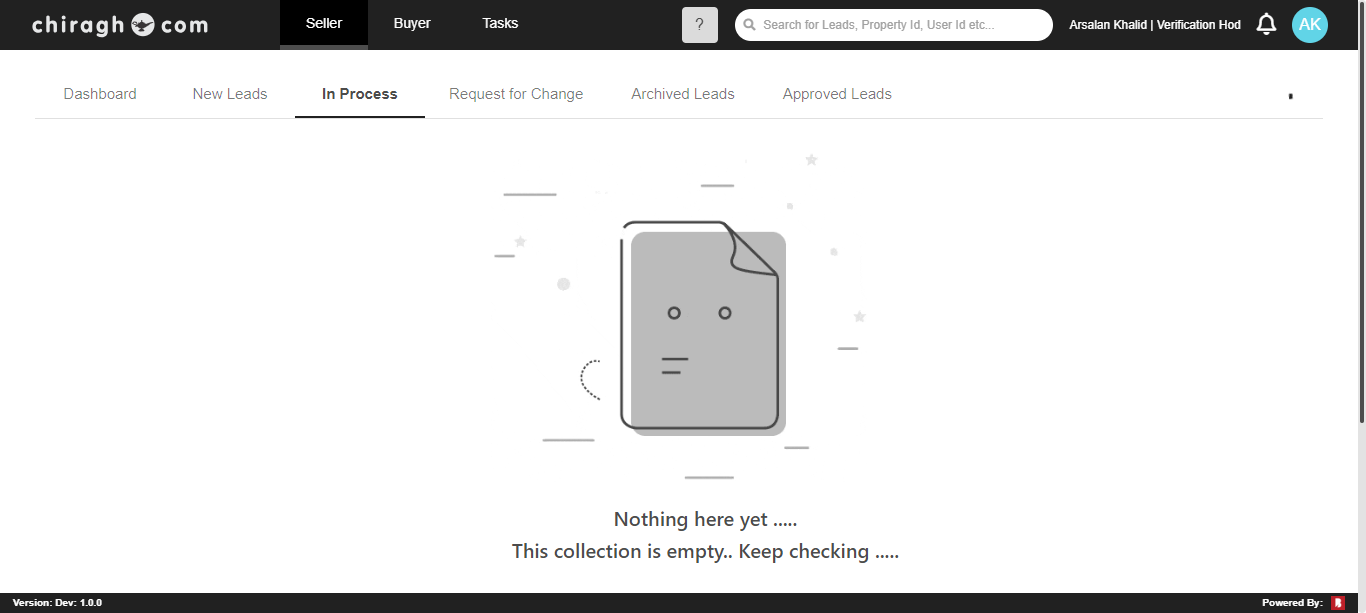 chiragh com
Seller
Buyer
Tasks
?
Search for Leads, Property Id, User Id etc...
Arsalan Khalid | Verification Hod
AK
Dashboard
New Leads
In Process
Request for Change
Archived Leads
Approved Leads
Nothing here yet .....
This collection is empty.. Keep checking .....
Version: Dev: 1.0.0
Powered By: